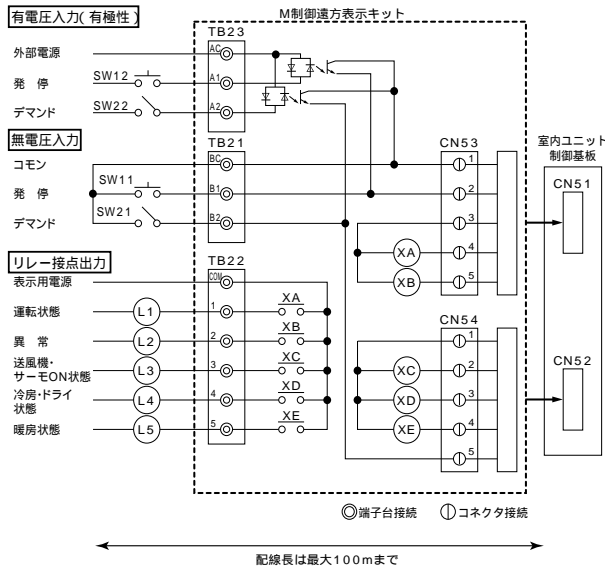 有電圧入力(有極性)
M制御遠方表示キット
TB23
外部電源
AC
発 停
SW12
A1
デマンド
SW22
A2
無電圧入力
TB21
CN53
室内ユニット
制御基板
コモン
BC
1
CN51
発 停
SW11
B1
2
デマンド
SW21
B2
3
XA
4
XB
5
リレー接点出力
TB22
表示用電源
COM
CN54
運転状態
L1
1
XA
1
異 常
L2
2
XB
XC
2
CN52
送風機・
サーモON状態
L3
3
XC
XD
3
冷房・ドライ
状態
L4
4
XD
XE
4
暖房状態
L5
5
XE
5
端子台接続
コネクタ接続
配線長は最大100mまで